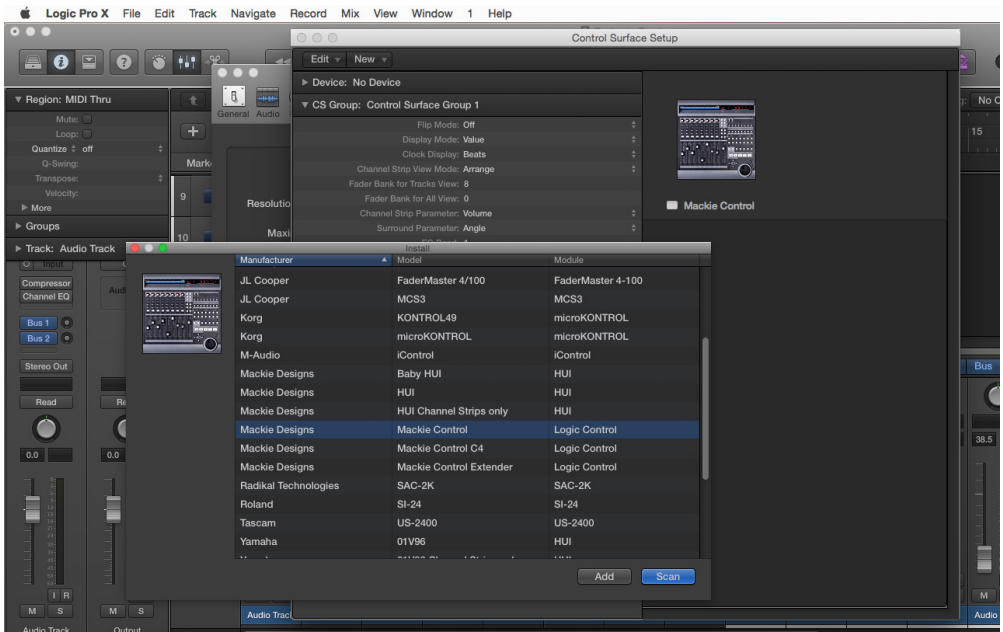 Logic Pro X File Edit Track Navigate Record Mix View Window 1 Help
Control Surface Setup
Edit New
Device: No Device
CS Group: Control Surface Group 1
Flip Mode: Off
Display Mode: Value
Clock Display: Beats
Channel Strip View Mode: Arrange
Fader Bank for Tracks View: 8
Fader Bank for All View: 0
Channel Strip Parameter: Volume
Surround Parameter: Angle
Mackie Control
General Audio
Region: MIDI Thru
Mute:
Loop:
Quantize off
Q-Swing:
Transpose:
Velocity:
More
Groups
Track: Audio Track
9
10
No
15
Install
Manufacturer Model Module
JL Cooper FaderMaster 4/100 FaderMaster 4-100
JL Cooper MCS3 MCS3
Korg KONTROL49 microKONTROL
Korg microKONTROL microKONTROL
M-Audio iControl iControl
Mackie Designs Baby HUI HUI
Mackie Designs HUI HUI
Mackie Designs HUI Channel Strips only HUI
Mackie Designs Mackie Control Logic Control
Mackie Designs Mackie Control C4 Logic Control
Mackie Designs Mackie Control Extender Logic Control
Radikal Technologies SAC-2K SAC-2K
Roland SI-24 SI-24
Tascam US-2400 US-2400
Yamaha 01V96 HUI
Add Scan
Input
Compressor
Channel EQ
Bus 1
Bus 2
Stereo Out
Read
0.0 0.0
I R
M S M S
Audio Track Output
Bus
38.5
M
Audio